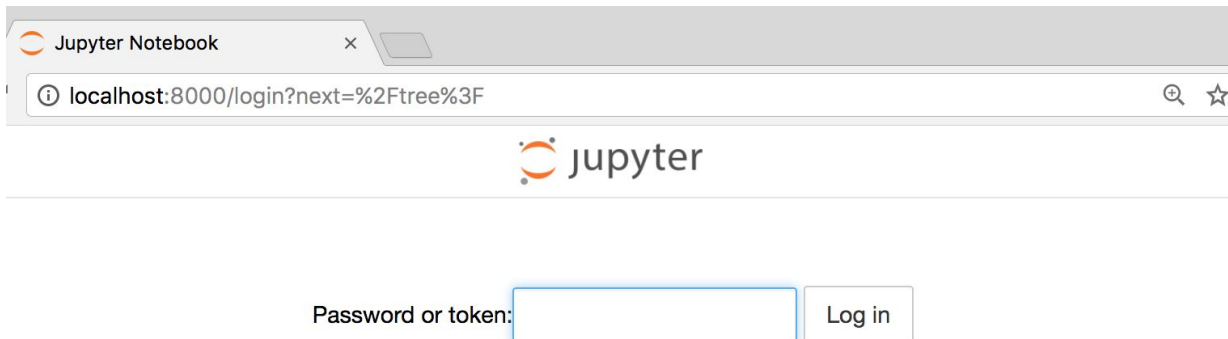 Jupyter Notebook
localhost:8000/login?next=%2Ftree%3F
jupyter
Password or token: Log in